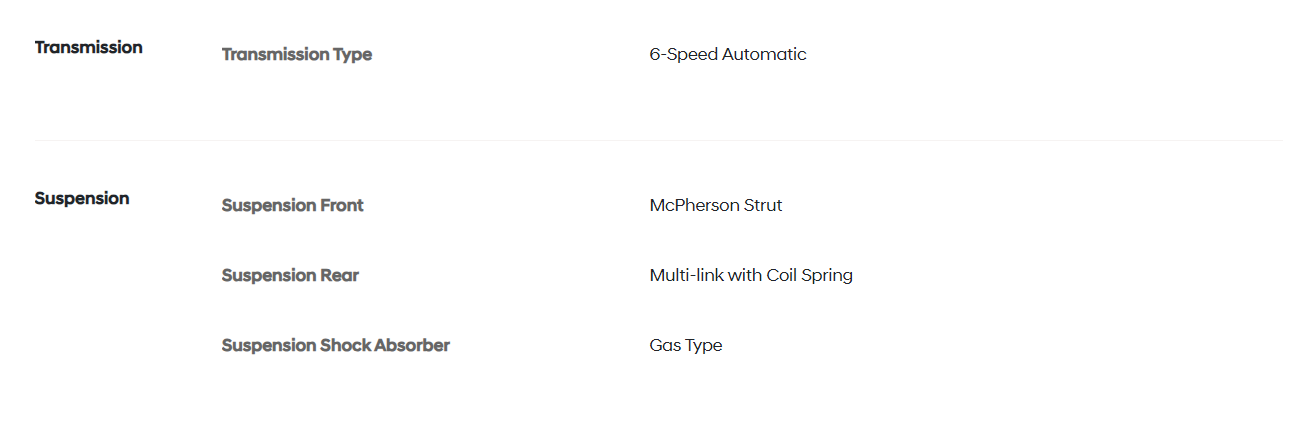 Transmission
Transmission Type
6-Speed Automatic
Suspension
Suspension Front
McPherson Strut
Suspension Rear
Multi-link with Coil Spring
Suspension Shock Absorber
Gas Type